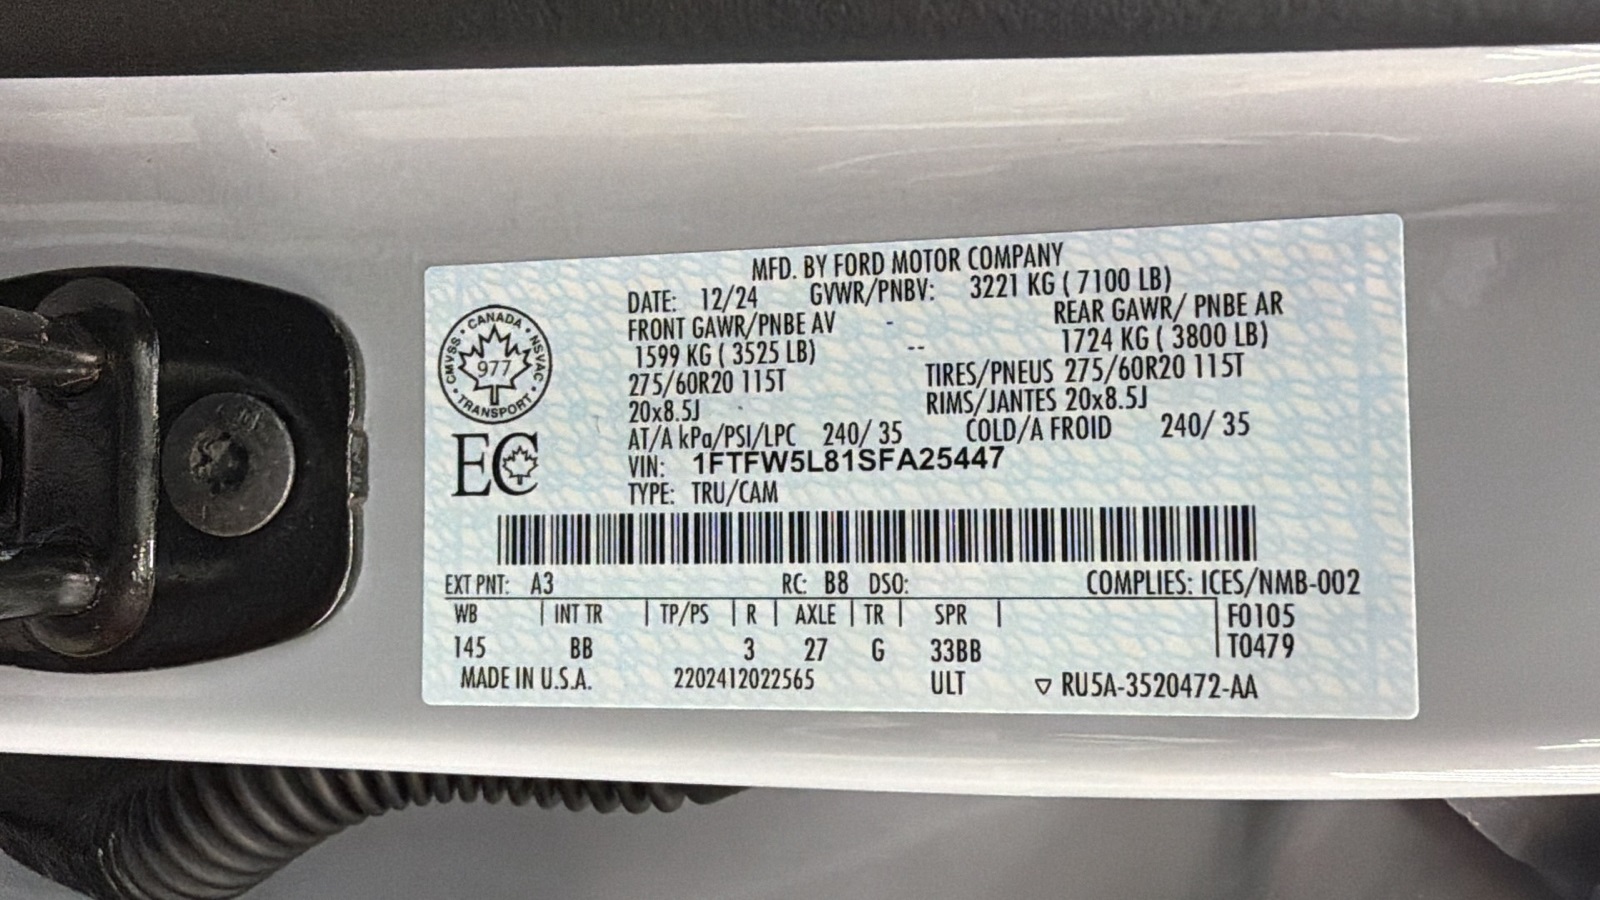 MFD. BY FORD MOTOR COMPANY
DATE: 12/24 GVWR/PNBV: 3221 KG ( 7100 LB)
FRONT GAWR/PNBE AV - REAR GAWR/ PNBE AR
1599 KG ( 3525 LB) -- 1724 KG ( 3800 LB)
275/60R20 115T TIRES/PNEUS 275/60R20 115T
20x8.5J RIMS/JANTES 20x8.5J
AT/A kPa/PSI/LPC 240/ 35 COLD/A FROID 240/ 35
VIN: 1FTFW5L81SFA25447
TYPE: TRU/CAM
CANADA
CMVSS 977 NSVAC
TRANSPORT
EC
EXT PNT: A3 RC: B8 DSO: COMPLIES: ICES/NMB-002
WB | INT TR | TP/PS | R | AXLE | TR | SPR | F0105
145 BB 3 27 G 33BB T0479
MADE IN U.S.A. 2202412022565 ULT ▽ RU5A-3520472-AA